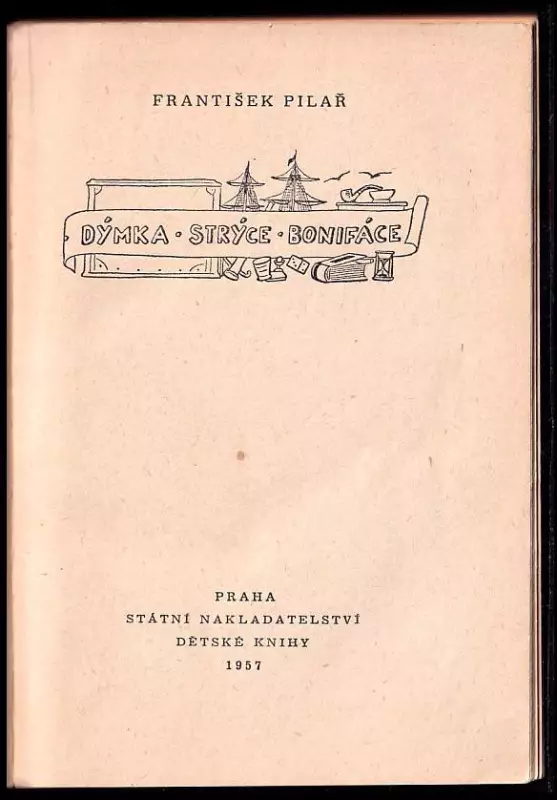 FRANTIŠEK PILAŘ
DÝMKA · STRÝCE · BONIFÁCE
PRAHA
STÁTNÍ NAKLADATELSTVÍ
DĚTSKÉ KNIHY
1957